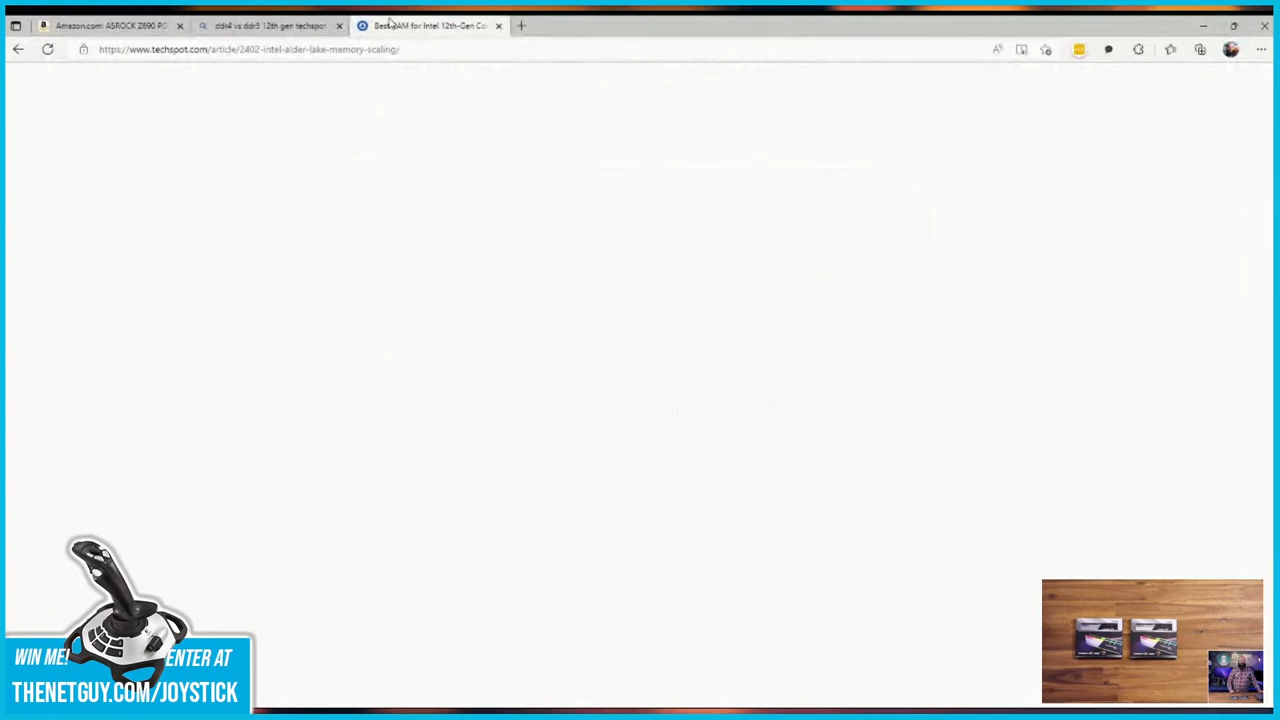 Amazon.com: ASROCK Z690 PG
ddr4 vs ddr5 12th gen techspot
Best RAM for Intel 12th-Gen Co
https://www.techspot.com/article/2402-intel-alder-lake-memory-scaling/
WIN ME!
ENTER AT
THENETGUY.COM/JOYSTICK